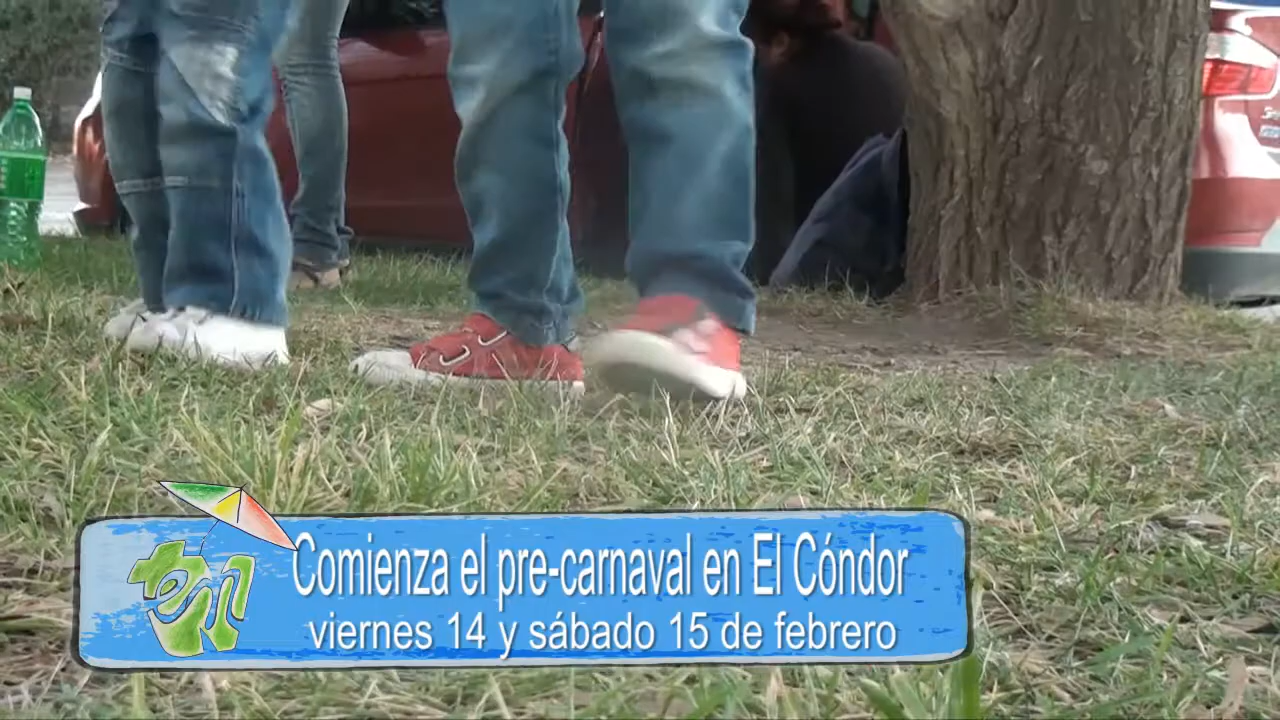 Comienza el pre-carnaval en El Cóndor
viernes 14 y sábado 15 de febrero